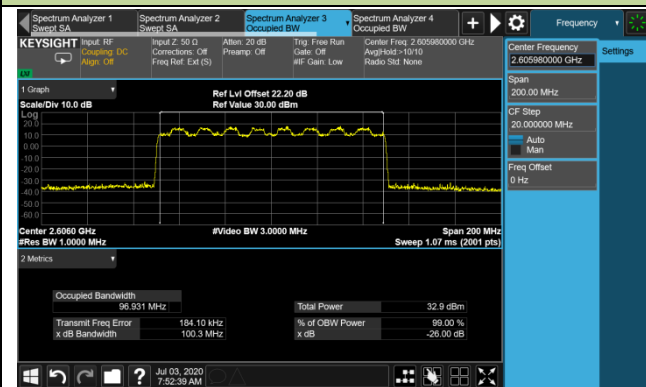 Spectrum Analyzer 1
Swept SA
Spectrum Analyzer 2
Swept SA
Spectrum Analyzer 3
Occupied BW
Spectrum Analyzer 4
Occupied BW
Frequency
KEYSIGHT
Input: RF
Coupling: DC
Align: Off
Input Z: 50 Ω
Corrections: Off
Freq Ref: Ext (S)
Atten: 20 dB
Preamp: Off
Trig: Free Run
Gate: Off
#IF Gain: Low
Center Freq: 2.605980000 GHz
Avg|Hold:>10/10
Radio Std: None
LXI
Center Frequency
2.605980000 GHz
Settings
Span
200.00 MHz
CF Step
20.000000 MHz
Auto
Man
Freq Offset
0 Hz
1 Graph
Scale/Div 10.0 dB
Ref Lvl Offset 22.20 dB
Ref Value 30.00 dBm
Log
20.0
10.0
0.00
-10.0
-20.0
-30.0
-40.0
-50.0
-60.0
Center 2.6060 GHz
#Video BW 3.0000 MHz
Span 200 MHz
#Res BW 1.0000 MHz
Sweep 1.07 ms (2001 pts)
2 Metrics
Occupied Bandwidth
96.931 MHz
Total Power
32.9 dBm
Transmit Freq Error
184.10 kHz
% of OBW Power
99.00 %
x dB Bandwidth
100.3 MHz
x dB
-26.00 dB
?
Jul 03, 2020
7:52:39 AM